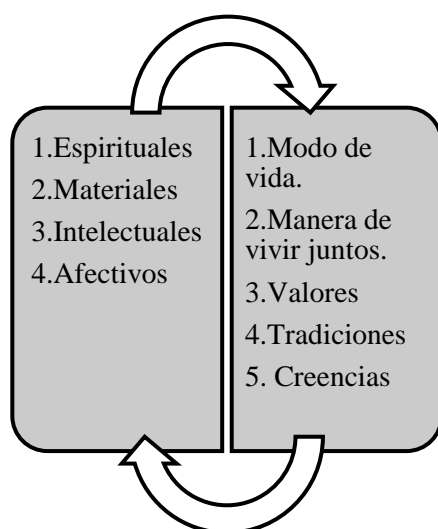 1.Espirituales
2.Materiales
3.Intelectuales
4.Afectivos
1.Modo de
vida.
2.Manera de
vivir juntos.
3.Valores
4.Tradiciones
5. Creencias